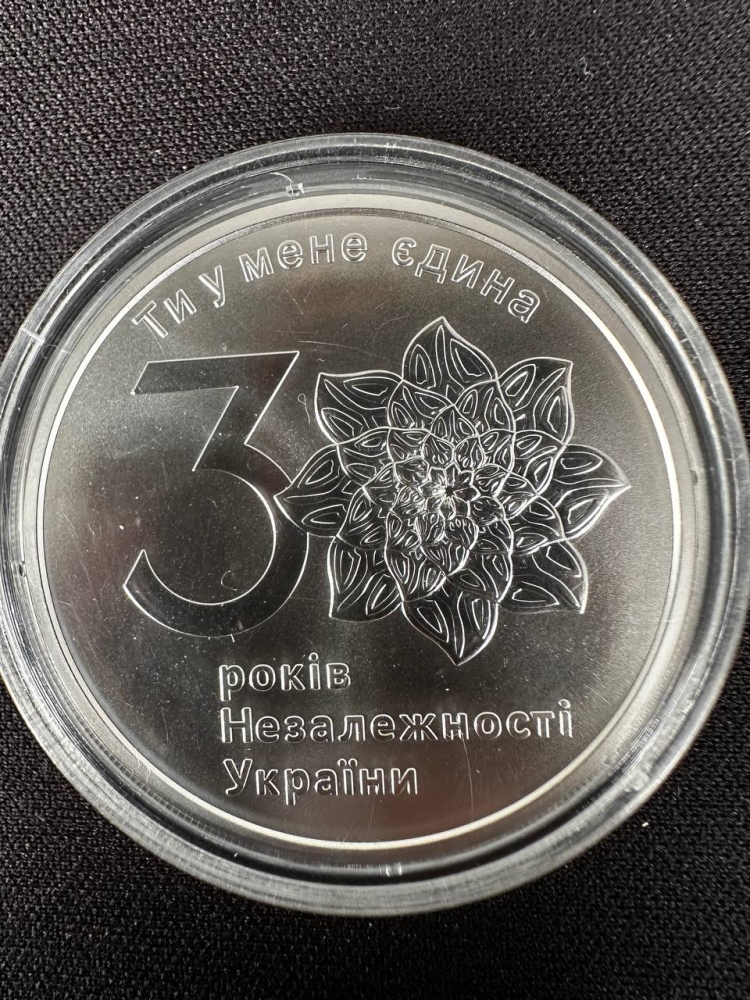 Ти у мене єдина
30
років
Незалежності
України